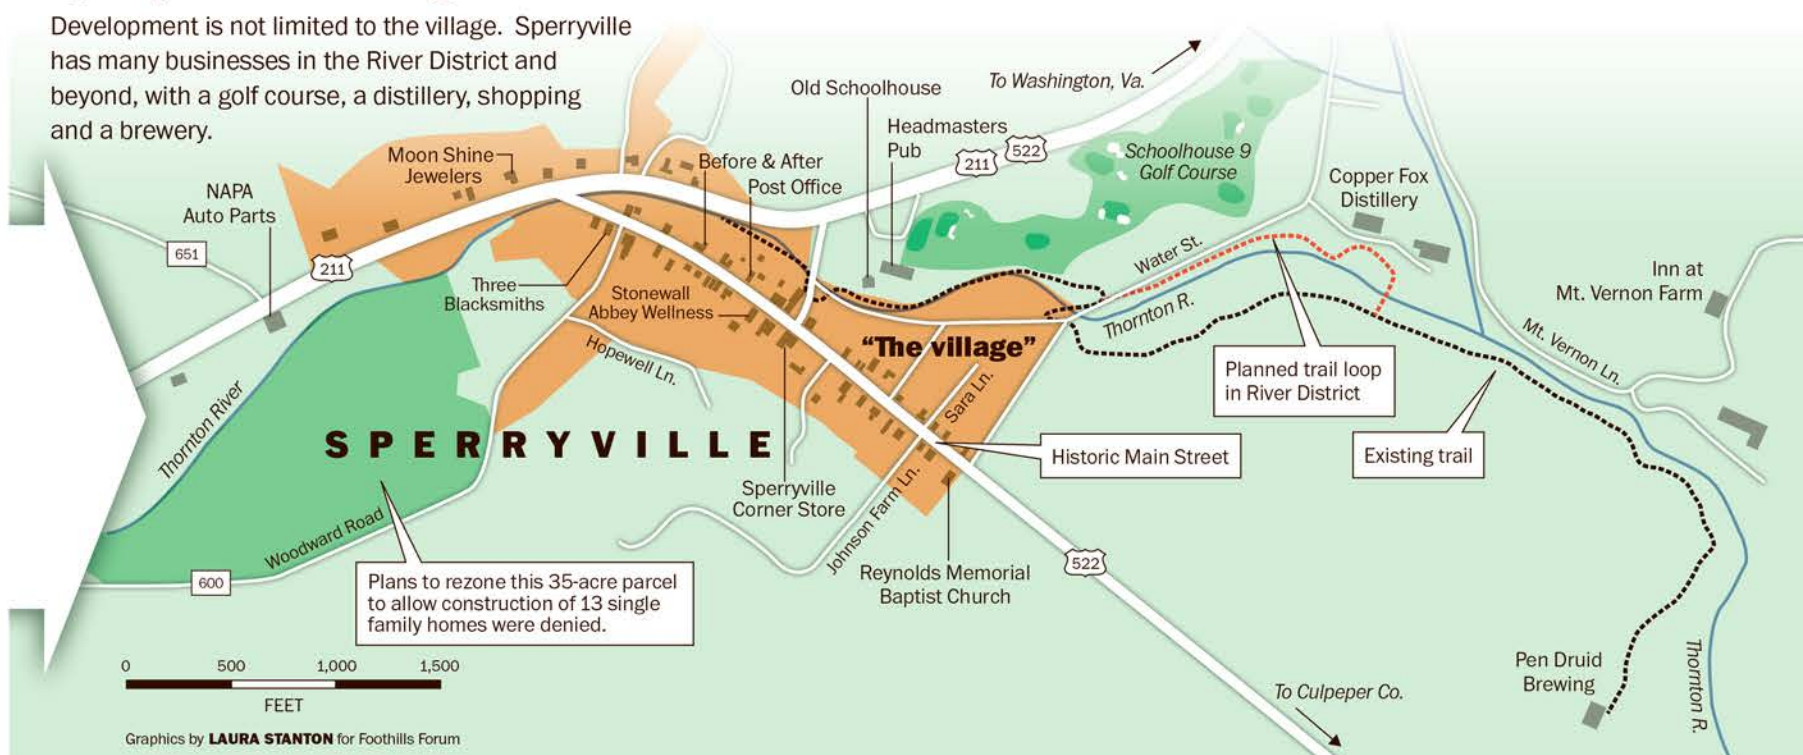 Development is not limited to the village. Sperryville
has many businesses in the River District and
beyond, with a golf course, a distillery, shopping
and a brewery.
To Washington, Va.
Old Schoolhouse
Headmasters
Pub
211
522
Schoolhouse 9
Golf Course
Moon Shine
Jewelers
Before & After
Post Office
NAPA
Auto Parts
651
211
Copper Fox
Distillery
Water St.
Inn at
Mt. Vernon Farm
Three
Blacksmiths
Stonewall
Abbey Wellness
Hopewell Ln.
"The village"
Thornton R.
Mt. Vernon Ln.
Planned trail loop
in River District
Sara Ln.
Thornton River
SPERRYVILLE
Historic Main Street
Existing trail
Sperryville
Corner Store
Johnson Farm Ln.
Woodward Road
600
Plans to rezone this 35-acre parcel
to allow construction of 13 single
family homes were denied.
Reynolds Memorial
Baptist Church
522
Pen Druid
Brewing
Thornton R.
To Culpeper Co.
0 500 1,000 1,500
FEET
Graphics by LAURA STANTON for Foothills Forum